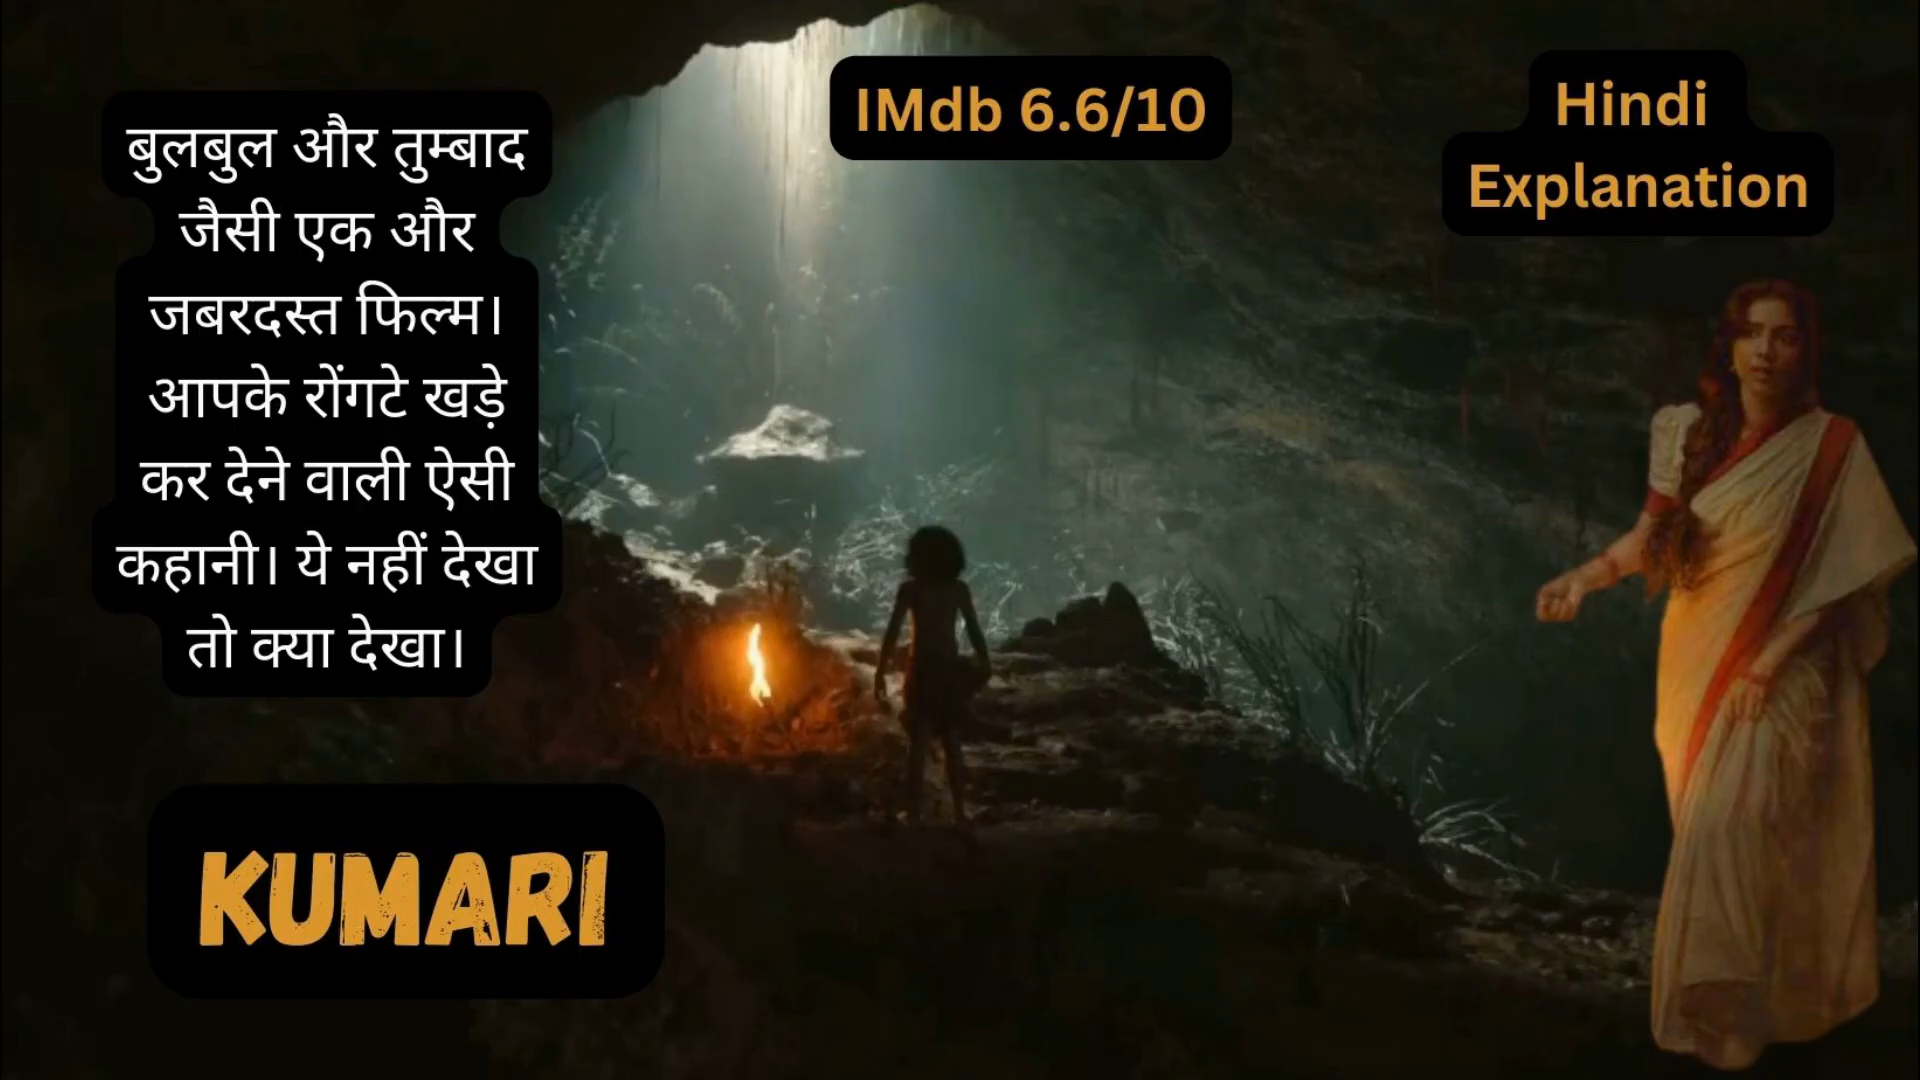 बुलबुल और तुम्बाद
जैसी एक और
जबरदस्त फिल्म।
आपके रोंगटे खड़े
कर देने वाली ऐसी
कहानी। ये नहीं देखा
तो क्या देखा।
IMdb 6.6/10
Hindi
Explanation
KUMARI